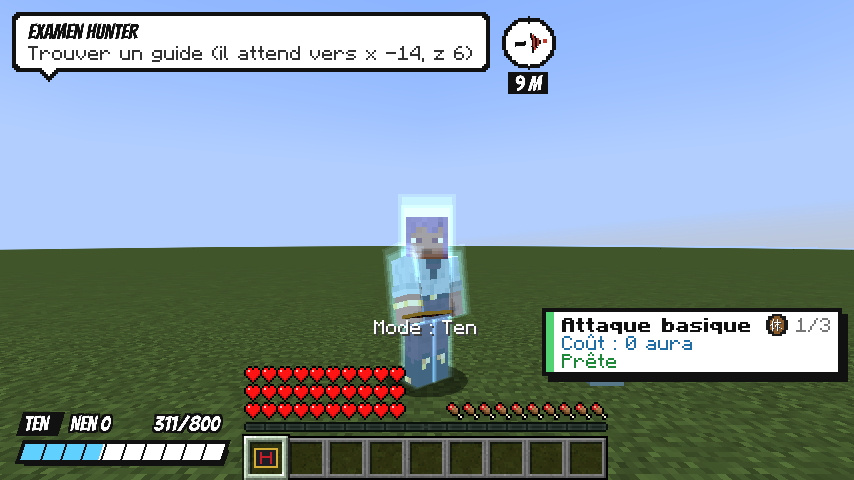 EXAMEN HUNTER
Trouver un guide (il attend vers x -14, z 6)
9 M
Mode : Ten
Attaque basique 休 1/3
Coût : 0 aura
Prête
TEN NEN 0 311/800
H